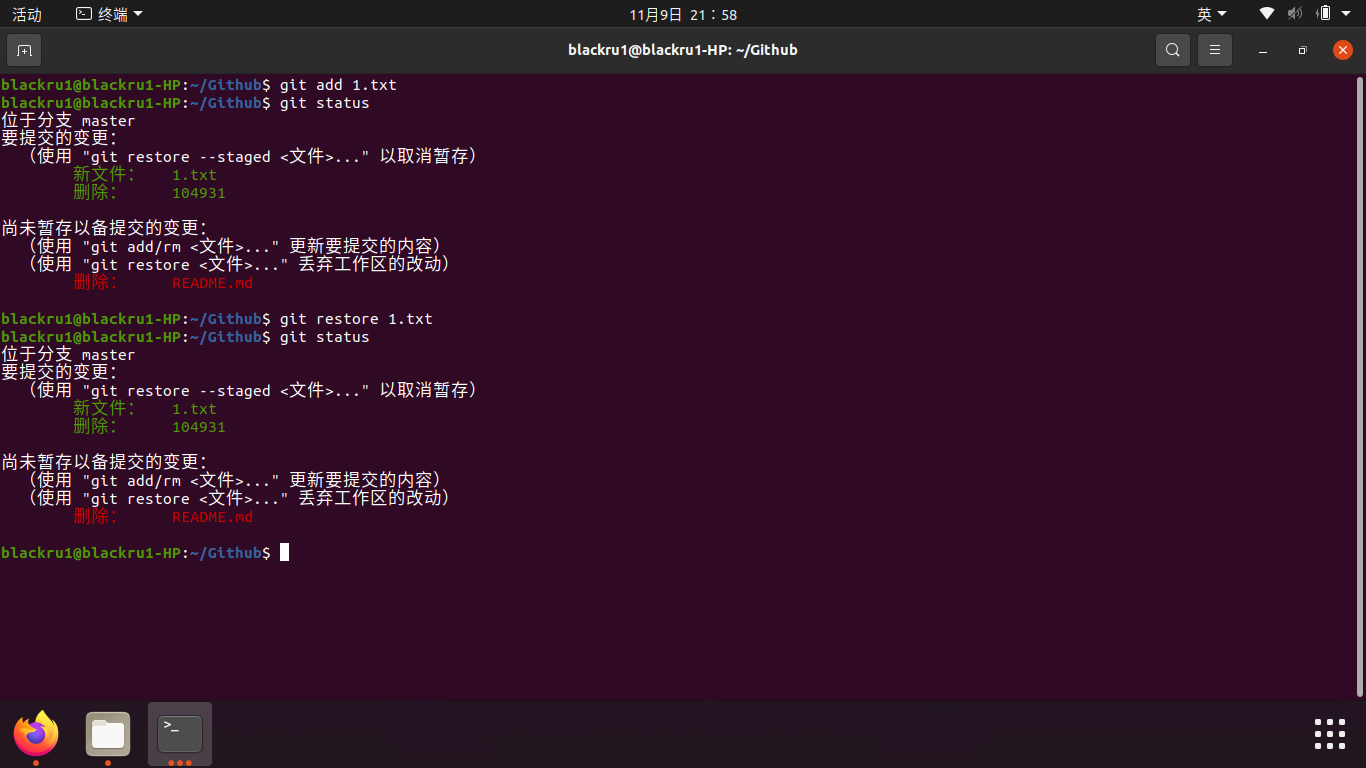 活动 终端 11月9日 21：58 英
blackru1@blackru1-HP: ~/Github
blackru1@blackru1-HP:~/Github$ git add 1.txt
blackru1@blackru1-HP:~/Github$ git status
位于分支 master
要提交的变更：
（使用 "git restore --staged <文件>..." 以取消暂存）
新文件： 1.txt
删除： 104931
尚未暂存以备提交的变更：
（使用 "git add/rm <文件>..." 更新要提交的内容）
（使用 "git restore <文件>..." 丢弃工作区的改动）
删除： README.md
blackru1@blackru1-HP:~/Github$ git restore 1.txt
blackru1@blackru1-HP:~/Github$ git status
位于分支 master
要提交的变更：
（使用 "git restore --staged <文件>..." 以取消暂存）
新文件： 1.txt
删除： 104931
尚未暂存以备提交的变更：
（使用 "git add/rm <文件>..." 更新要提交的内容）
（使用 "git restore <文件>..." 丢弃工作区的改动）
删除： README.md
blackru1@blackru1-HP:~/Github$
>_